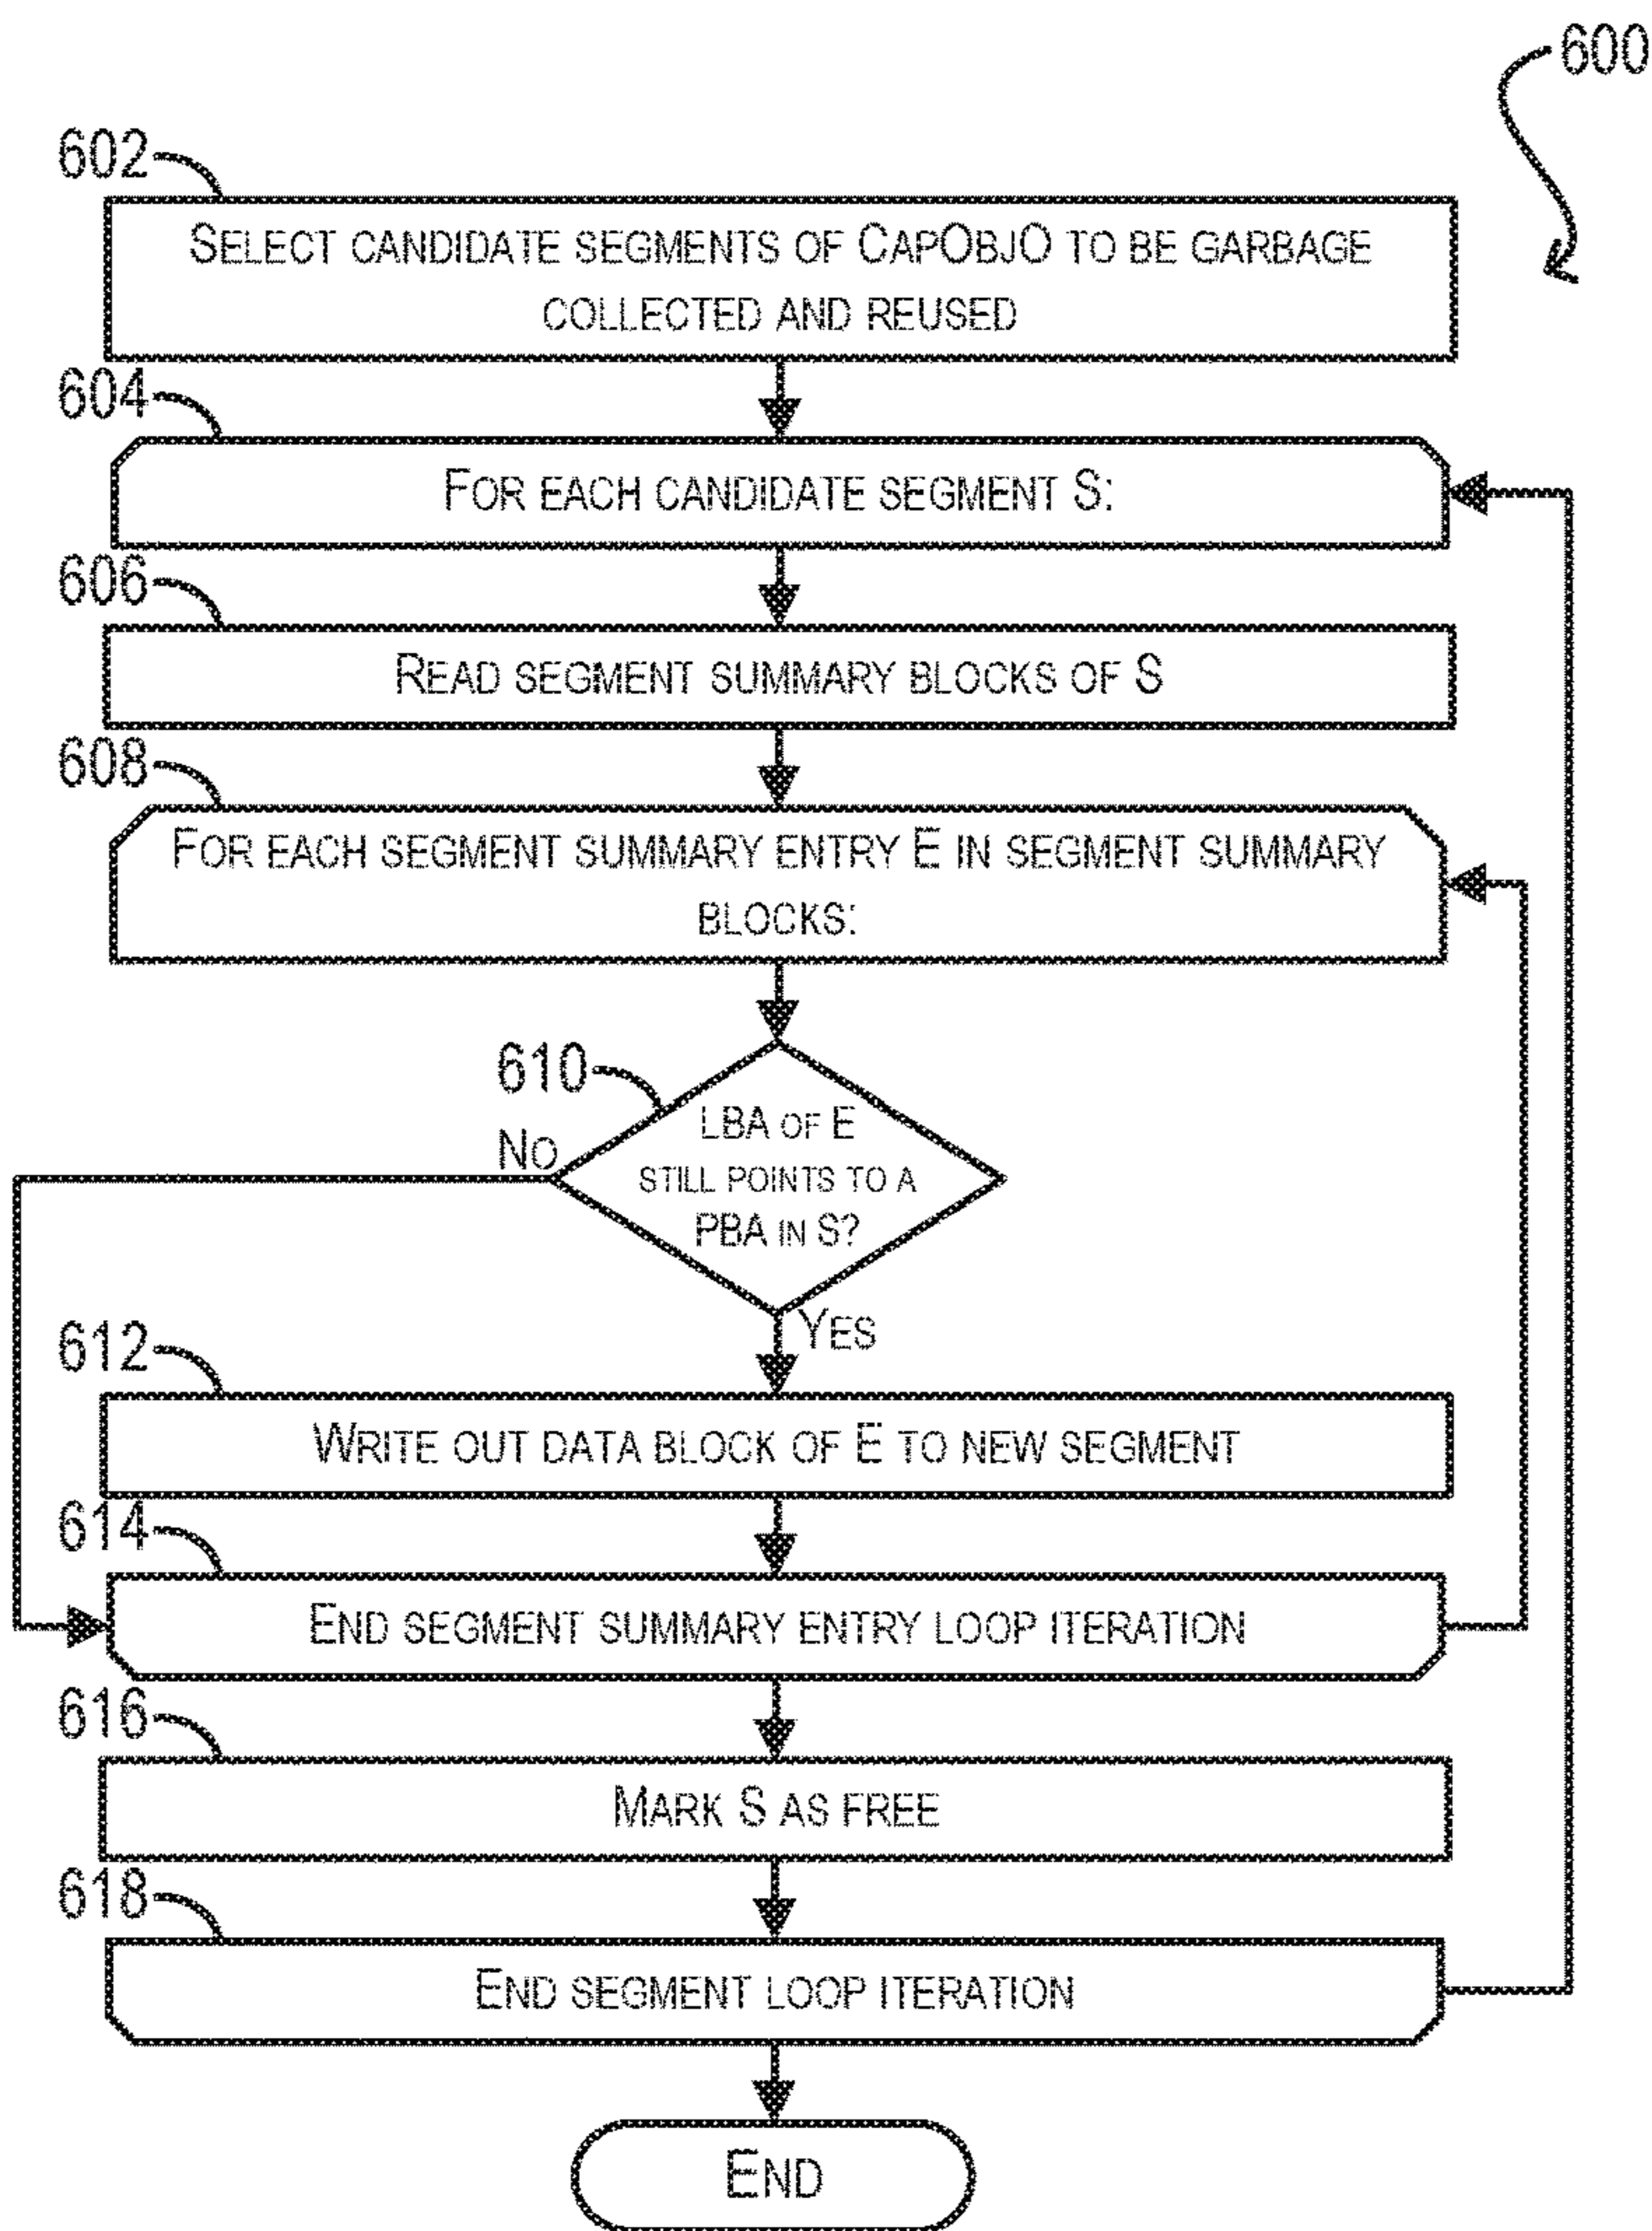 600
602
SELECT CANDIDATE SEGMENTS OF CAPOBJO TO BE GARBAGE
COLLECTED AND REUSED
604
FOR EACH CANDIDATE SEGMENT S:
606
READ SEGMENT SUMMARY BLOCKS OF S
608
FOR EACH SEGMENT SUMMARY ENTRY E IN SEGMENT SUMMARY
BLOCKS:
610
LBA OF E
NO
STILL POINTS TO A
PBA IN S?
YES
612
WRITE OUT DATA BLOCK OF E TO NEW SEGMENT
614
END SEGMENT SUMMARY ENTRY LOOP ITERATION
616
MARK S AS FREE
618
END SEGMENT LOOP ITERATION
END